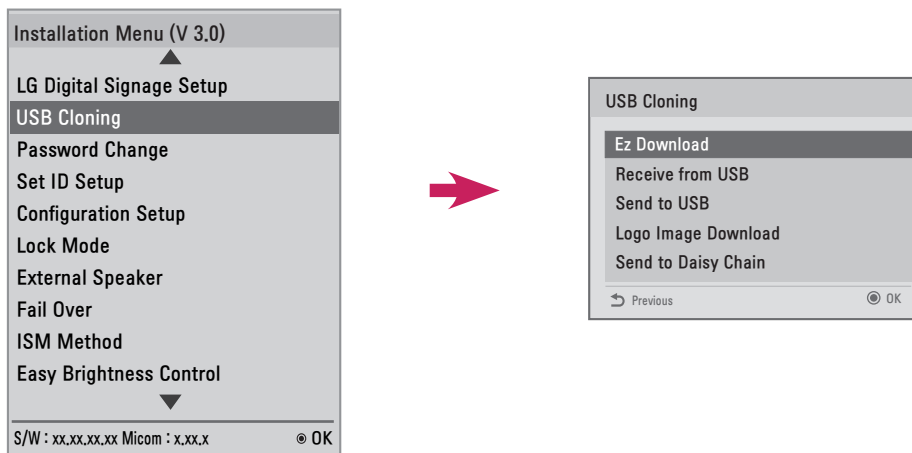 Installation Menu (V 3.0)
LG Digital Signage Setup
USB Cloning
Password Change
Set ID Setup
Configuration Setup
Lock Mode
External Speaker
Fail Over
ISM Method
Easy Brightness Control
S/W : xx.xx.xx.xx Micom : x.xx.x
OK
USB Cloning
Ez Download
Receive from USB
Send to USB
Logo Image Download
Send to Daisy Chain
Previous
OK